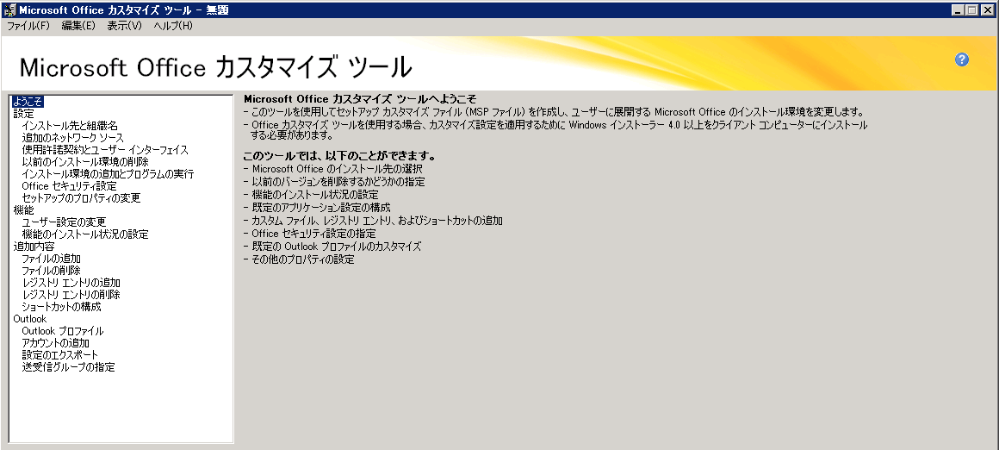 Microsoft Office カスタマイズ ツール - 無題
ファイル(F) 編集(E) 表示(V) ヘルプ(H)
Microsoft Office カスタマイズ ツール
?
ようこそ
設定
インストール先と組織名
追加のネットワーク ソース
使用許諾契約とユーザー インターフェイス
以前のインストール環境の削除
インストール環境の追加とプログラムの実行
Office セキュリティ設定
セットアップのプロパティの変更
機能
ユーザー設定の変更
機能のインストール状況の設定
追加内容
ファイルの追加
ファイルの削除
レジストリ エントリの追加
レジストリ エントリの削除
ショートカットの構成
Outlook
Outlook プロファイル
アカウントの追加
設定のエクスポート
送受信グループの指定
Microsoft Office カスタマイズ ツールへようこそ
- このツールを使用してセットアップ カスタマイズ ファイル (MSP ファイル) を作成し、ユーザーに展開する Microsoft Office のインストール環境を変更します。
- Office カスタマイズ ツールを使用する場合、カスタマイズ設定を適用するために Windows インストーラー 4.0 以上をクライアント コンピューターにインストール
する必要があります。
このツールでは、以下のことができます。
- Microsoft Office のインストール先の選択
- 以前のバージョンを削除するかどうかの指定
- 機能のインストール状況の設定
- 既定のアプリケーション設定の構成
- カスタム ファイル、レジストリ エントリ、およびショートカットの追加
- Office セキュリティ設定の指定
- 既定の Outlook プロファイルのカスタマイズ
- その他のプロパティの設定